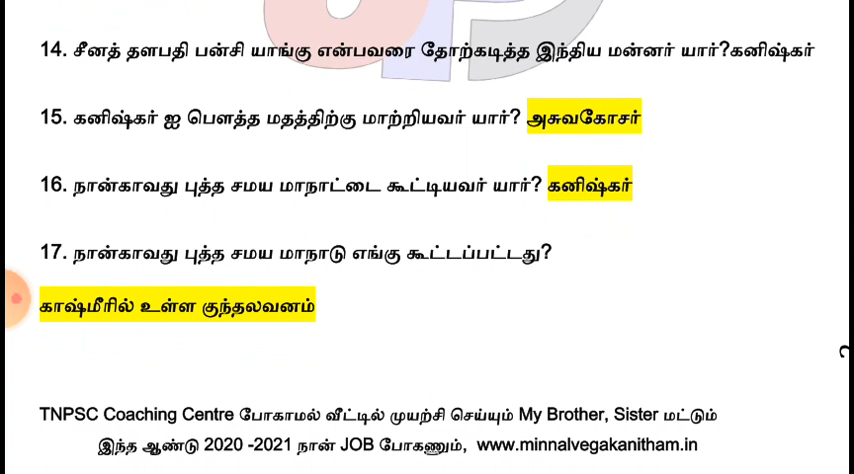 14. சீனத் தளபதி பன்சி யாங்கு என்பவரை தோற்கடித்த இந்திய மன்னர் யார்?கனிஷ்கர்
15. கனிஷ்கர் ஐ பௌத்த மதத்திற்கு மாற்றியவர் யார்? அசுவகோசர்
16. நான்காவது புத்த சமய மாநாட்டை கூட்டியவர் யார்? கனிஷ்கர்
17. நான்காவது புத்த சமய மாநாடு எங்கு கூட்டப்பட்டது?
காஷ்மீரில் உள்ள குந்தலவனம்
TNPSC Coaching Centre போகாமல் வீட்டில் முயற்சி செய்யும் My Brother, Sister மட்டும்
இந்த ஆண்டு 2020 -2021 நான் JOB போகணும், www.minnalvegakanitham.in